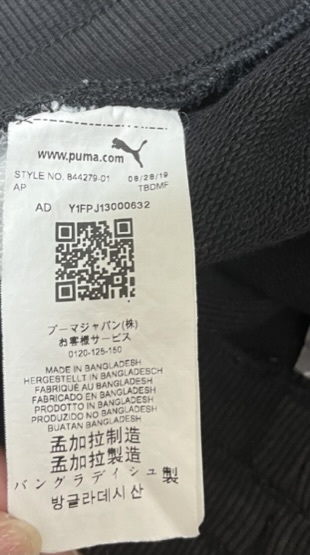 www.puma.com
STYLE NO. 844279-01 08/28/19
AP TBDMF
AD Y1FPJ13000632
プーマジャパン(株)
お客様サービス
0120-125-150
MADE IN BANGLADESH
HERGESTELLT IN BANGLADESCH
FABRIQUÉ AU BANGLADESH
FABRICADO EN BANGLADESH
PRODOTTO IN BANGLADESH
PRODUZIDO NO BANGLADESH
BUATAN BANGLADESH
孟加拉制造
孟加拉製造
バングラデイシュ製
방글라데시 산